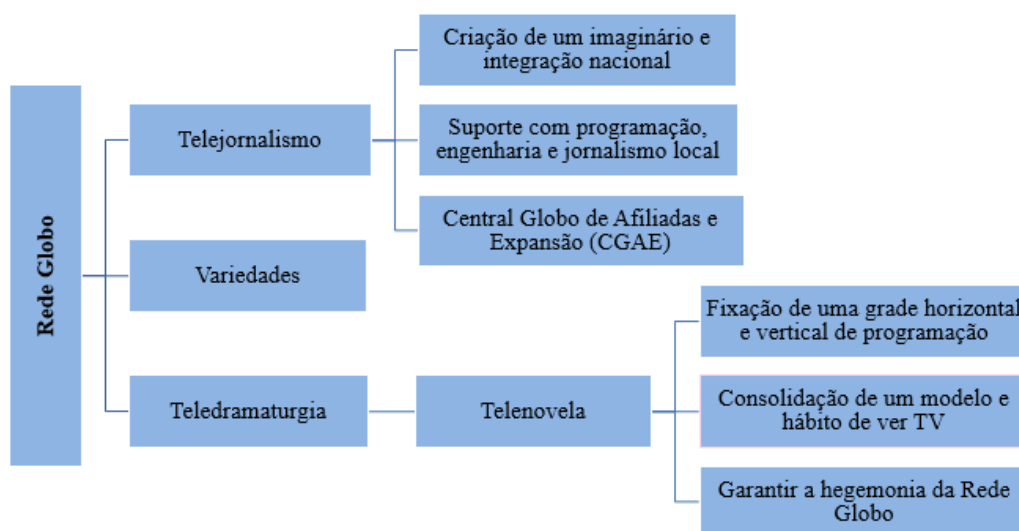 Rede Globo
Telejornalismo
Criação de um imaginário e
integração nacional
Suporte com programação,
engenharia e jornalismo local
Central Globo de Afiliadas e
Expansão (CGAE)
Variedades
Teledramaturgia
Telenovela
Fixação de uma grade horizontal
e vertical de programação
Consolidação de um modelo e
hábito de ver TV
Garantir a hegemonia da Rede
Globo